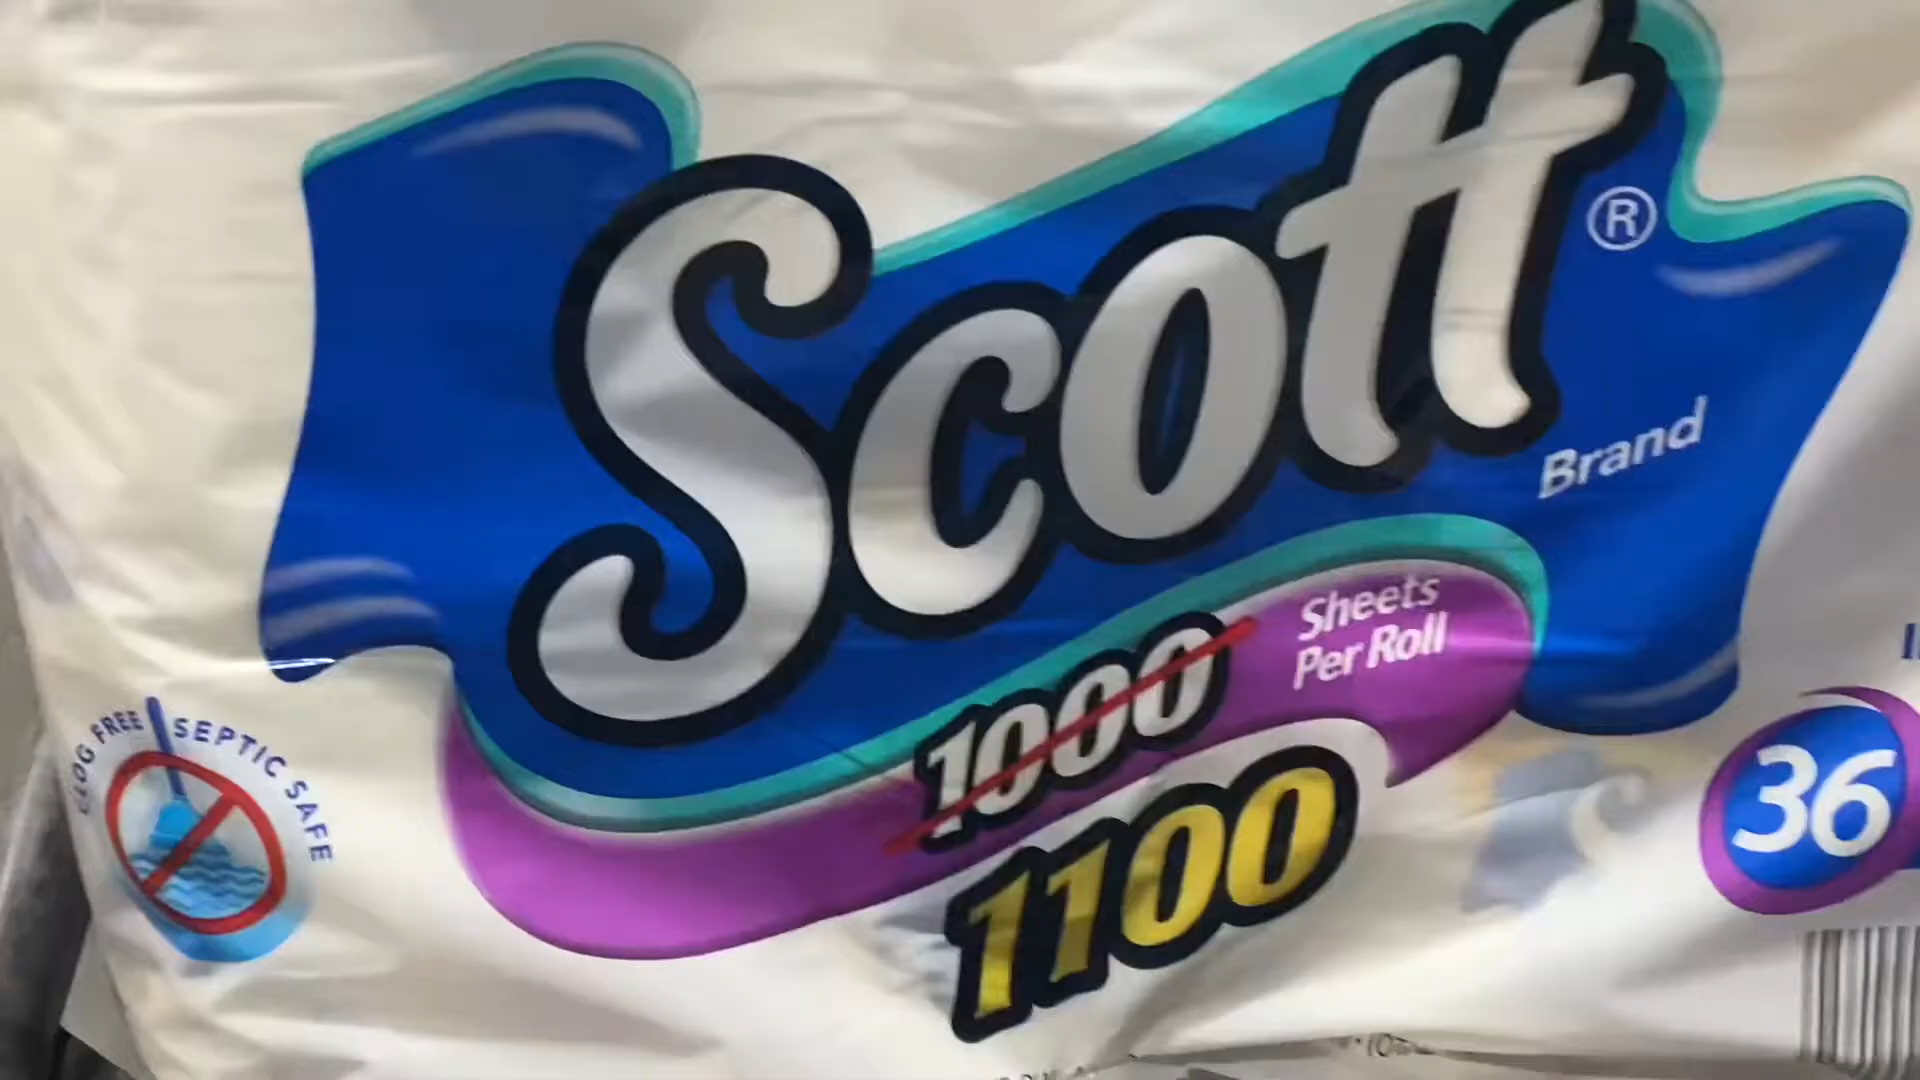 Scott®
Brand
Sheets
Per Roll
1000
1100
CLOG FREE SEPTIC SAFE
36